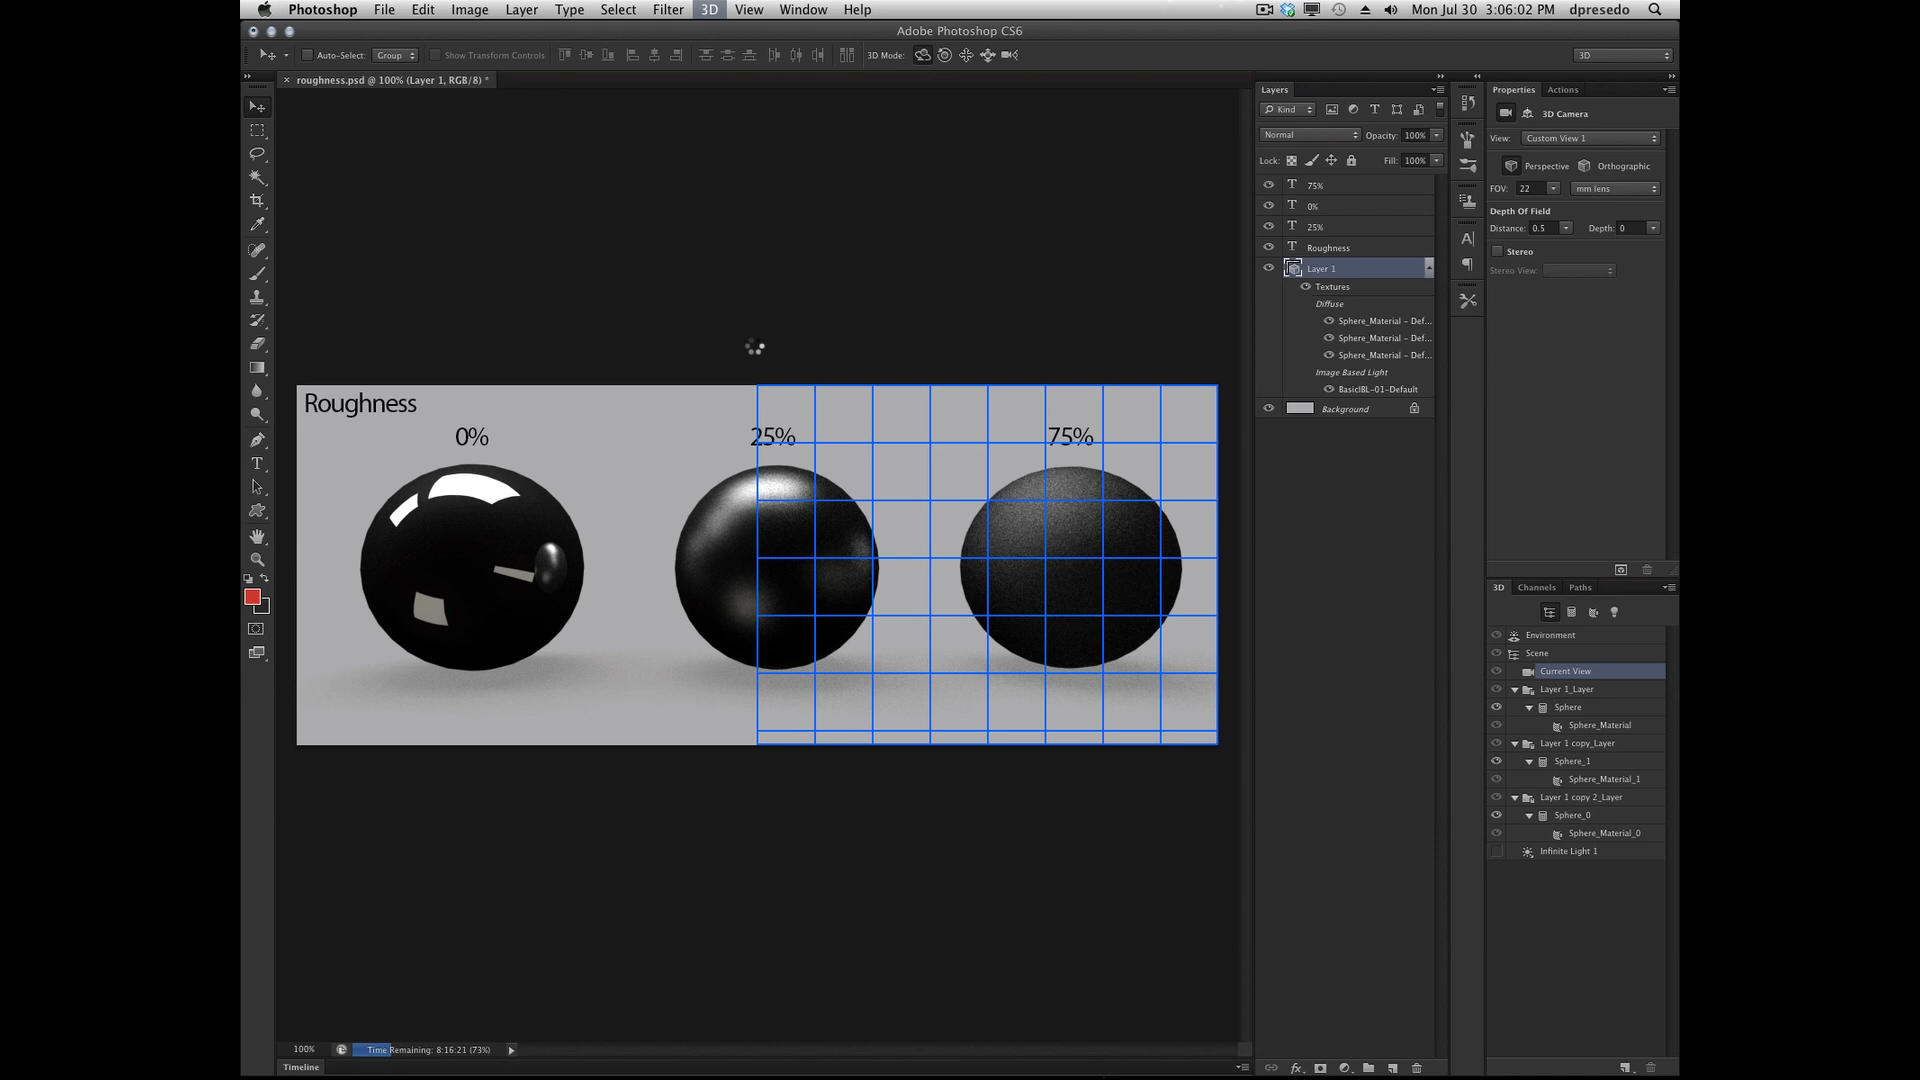 Photoshop File Edit Image Layer Type Select Filter 3D View Window Help Mon Jul 30 3:06:02 PM dpresedo
Adobe Photoshop CS6
Auto-Select: Group Show Transform Controls 3D Mode: 3D
× roughness.psd @ 100% (Layer 1, RGB/8) *
Roughness
0% 25% 75%
100% Time Remaining: 8:16:21 (73%)
Timeline
Layers
Kind
Normal Opacity: 100%
Lock: Fill: 100%
75%
0%
25%
Roughness
Layer 1
Textures
Diffuse
Sphere_Material - Def...
Sphere_Material - Def...
Sphere_Material - Def...
Image Based Light
BasicIBL-01-Default
Background
Properties Actions
3D Camera
View: Custom View 1
Perspective Orthographic
FOV: 22 mm lens
Depth Of Field
Distance: 0.5 Depth: 0
Stereo
Stereo View:
3D Channels Paths
Environment
Scene
Current View
Layer 1_Layer
Sphere
Sphere_Material
Layer 1 copy_Layer
Sphere_1
Sphere_Material_1
Layer 1 copy 2_Layer
Sphere_0
Sphere_Material_0
Infinite Light 1